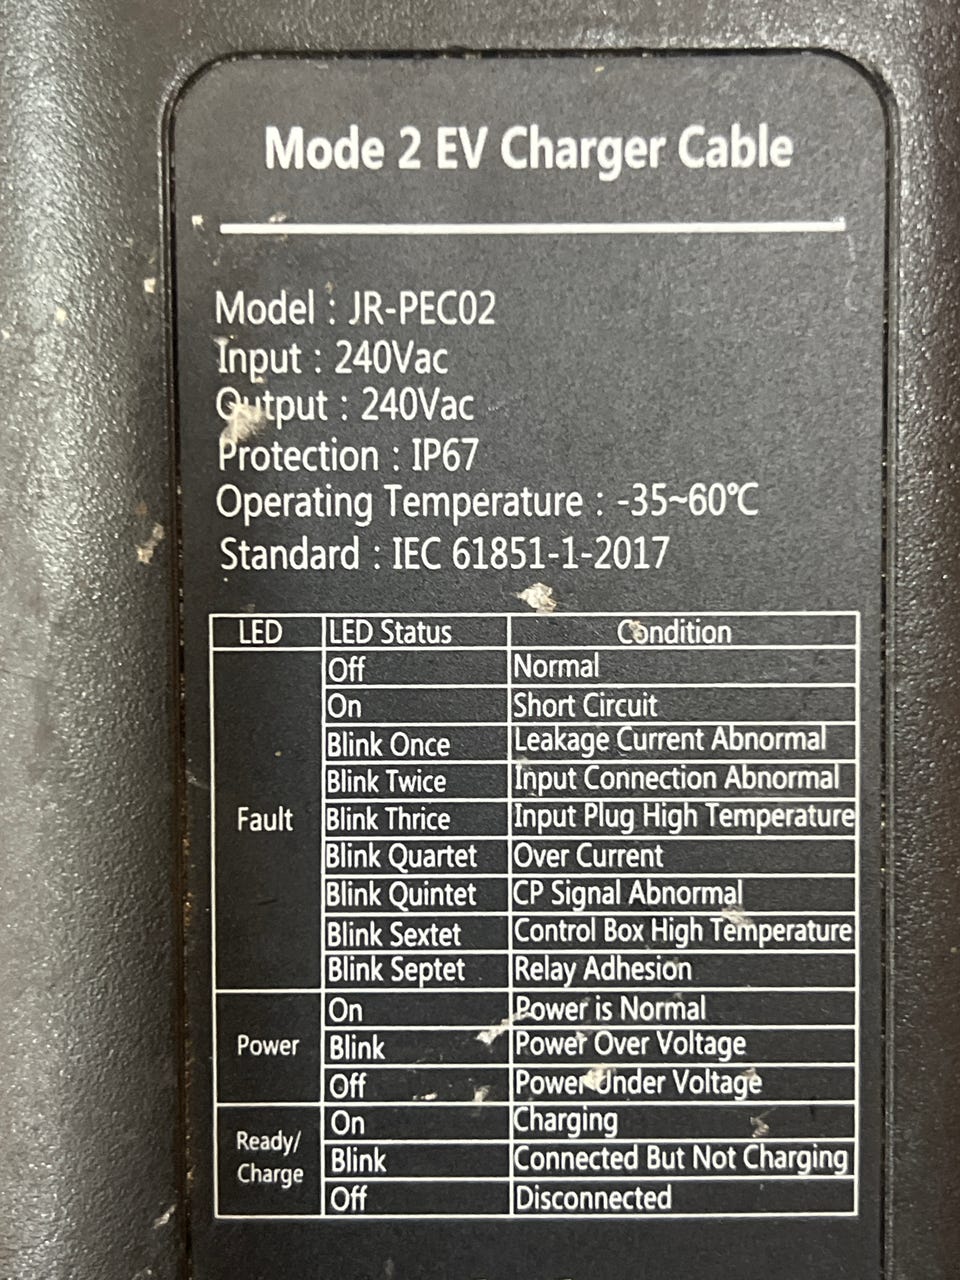 Mode 2 EV Charger Cable
Model : JR-PEC02
Input : 240Vac
Output : 240Vac
Protection : IP67
Operating Temperature : -35~60℃
Standard : IEC 61851-1-2017
LED LED Status Condition
Fault
Off Normal
On Short Circuit
Blink Once Leakage Current Abnormal
Blink Twice Input Connection Abnormal
Blink Thrice Input Plug High Temperature
Blink Quartet Over Current
Blink Quintet CP Signal Abnormal
Blink Sextet Control Box High Temperature
Blink Septet Relay Adhesion
Power
On Power is Normal
Blink Power Over Voltage
Off Power Under Voltage
Ready/
Charge
On Charging
Blink Connected But Not Charging
Off Disconnected